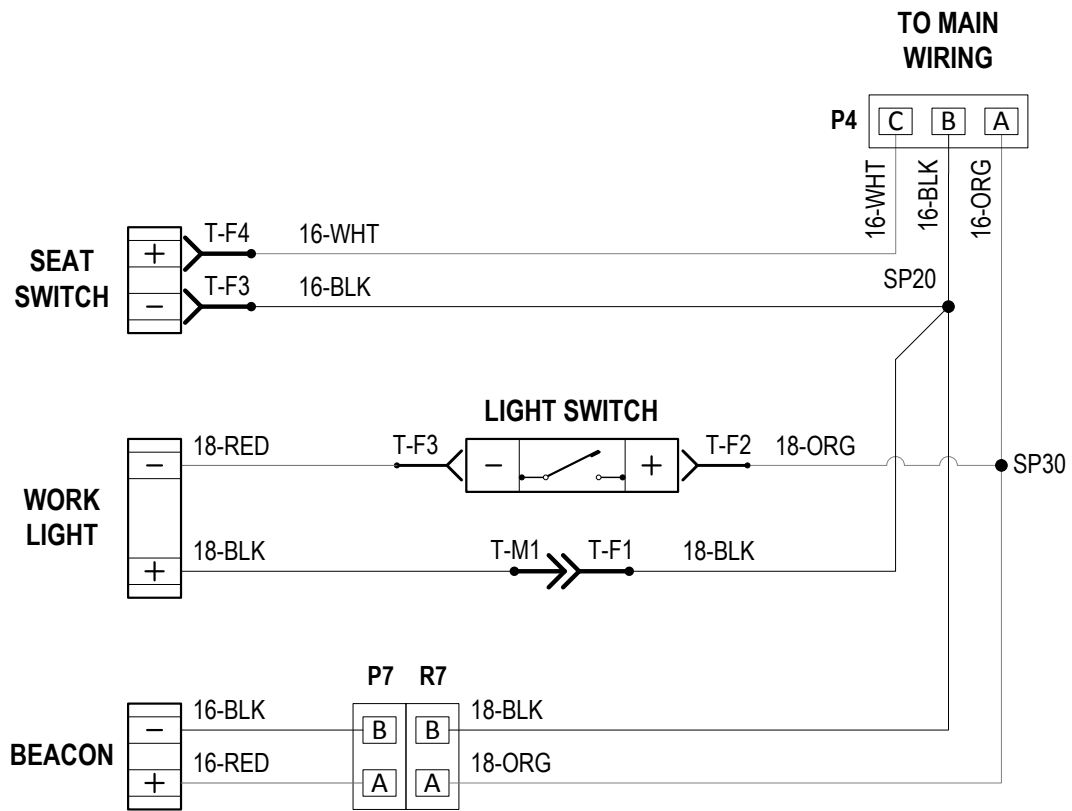 TO MAIN
WIRING
P4 C B A
16-WHT 16-BLK 16-ORG
T-F4 16-WHT
+
SEAT
SWITCH
T-F3 16-BLK
-
SP20
LIGHT SWITCH
18-RED T-F3 - + T-F2 18-ORG
-
SP30
WORK
LIGHT
18-BLK T-M1 T-F1 18-BLK
+
P7 R7
16-BLK 18-BLK
- B B
BEACON
16-RED 18-ORG
+ A A